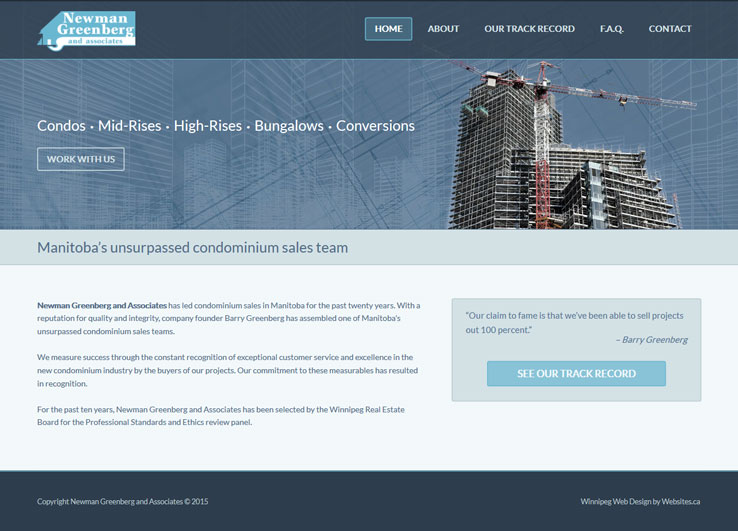 Newman
Greenberg
and associates
HOME
ABOUT
OUR TRACK RECORD
F.A.Q.
CONTACT
Condos • Mid-Rises • High-Rises • Bungalows • Conversions
WORK WITH US
Manitoba's unsurpassed condominium sales team
Newman Greenberg and Associates has led condominium sales in Manitoba for the past twenty years. With a
reputation for quality and integrity, company founder Barry Greenberg has assembled one of Manitoba's
unsurpassed condominium sales teams.
We measure success through the constant recognition of exceptional customer service and excellence in the
new condominium industry by the buyers of our projects. Our commitment to these measurables has resulted
in recognition.
For the past ten years, Newman Greenberg and Associates has been selected by the Winnipeg Real Estate
Board for the Professional Standards and Ethics review panel.
“Our claim to fame is that we've been able to sell projects
out 100 percent.”
– Barry Greenberg
SEE OUR TRACK RECORD
Copyright Newman Greenberg and Associates © 2015
Winnipeg Web Design by Websites.ca